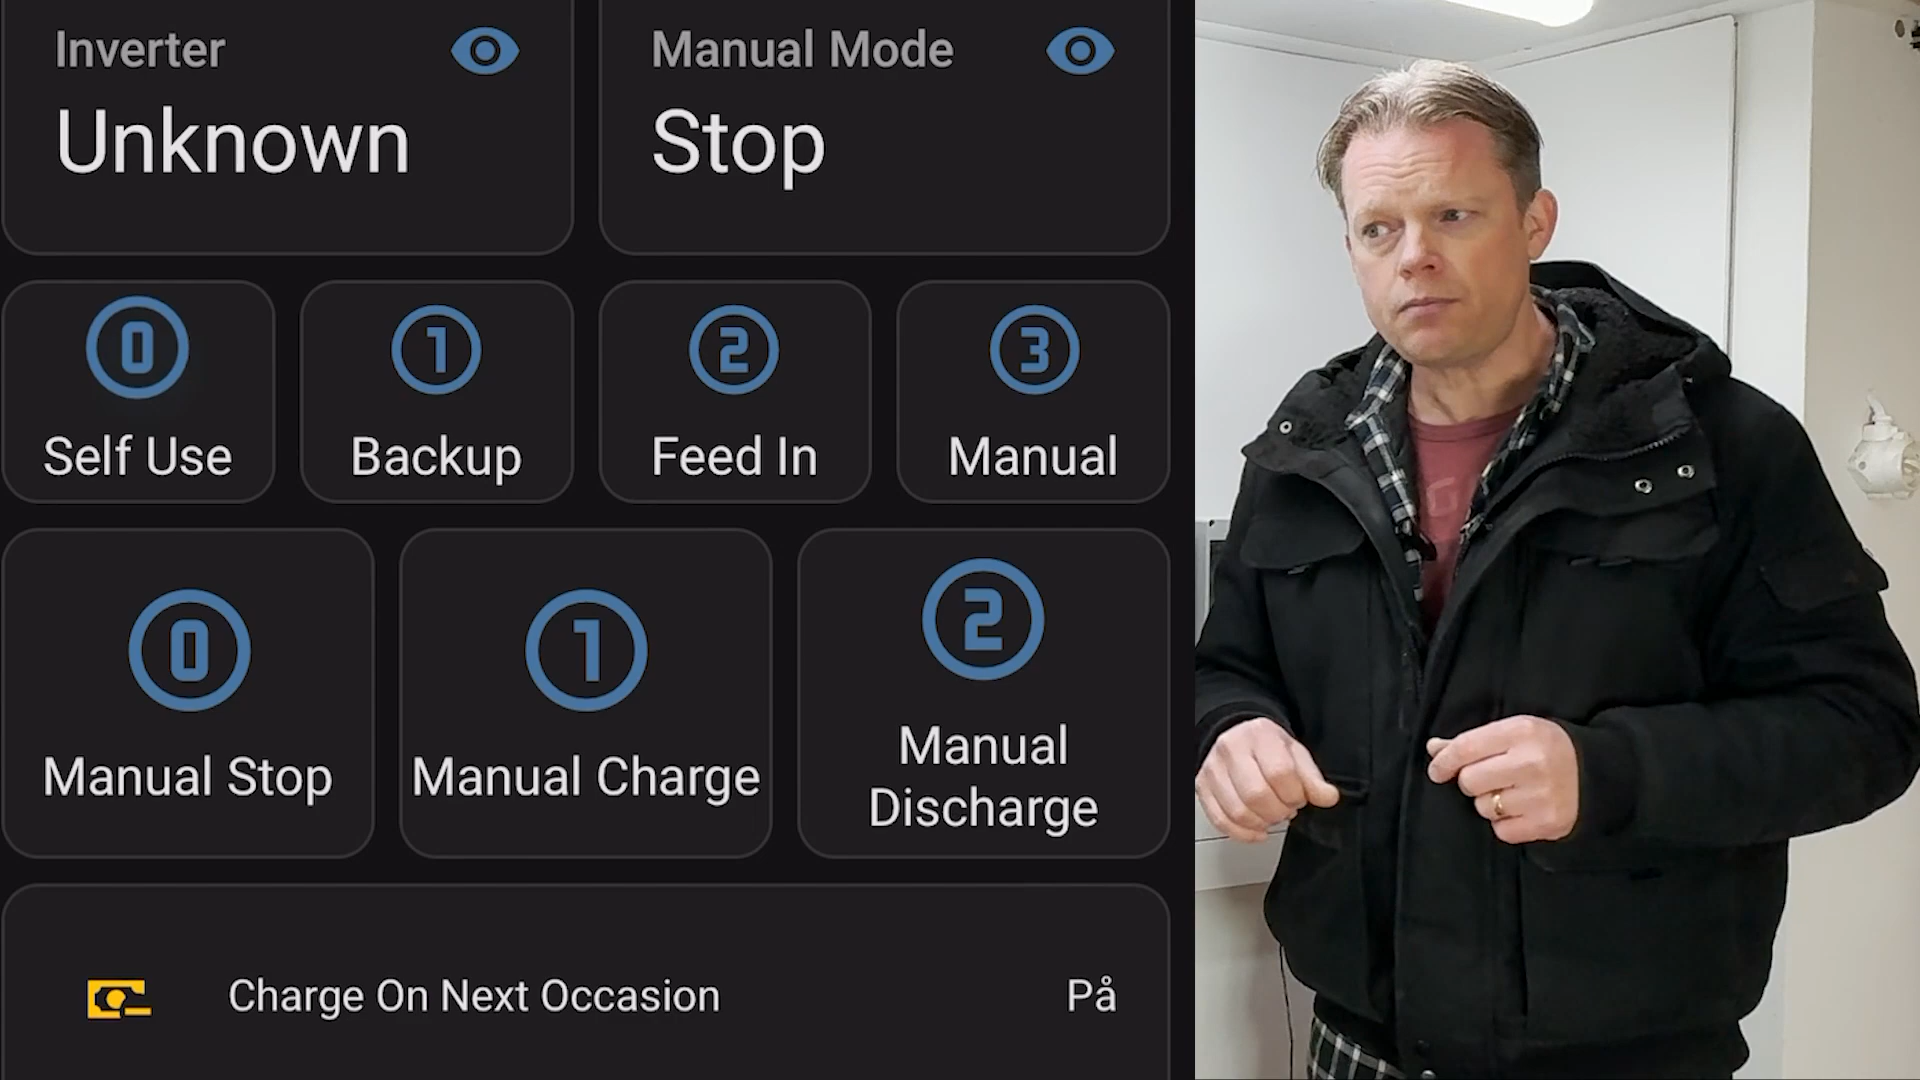 Inverter
Unknown
Manual Mode
Stop
0
Self Use
1
Backup
2
Feed In
3
Manual
0
Manual Stop
1
Manual Charge
2
Manual
Discharge
Charge On Next Occasion
På